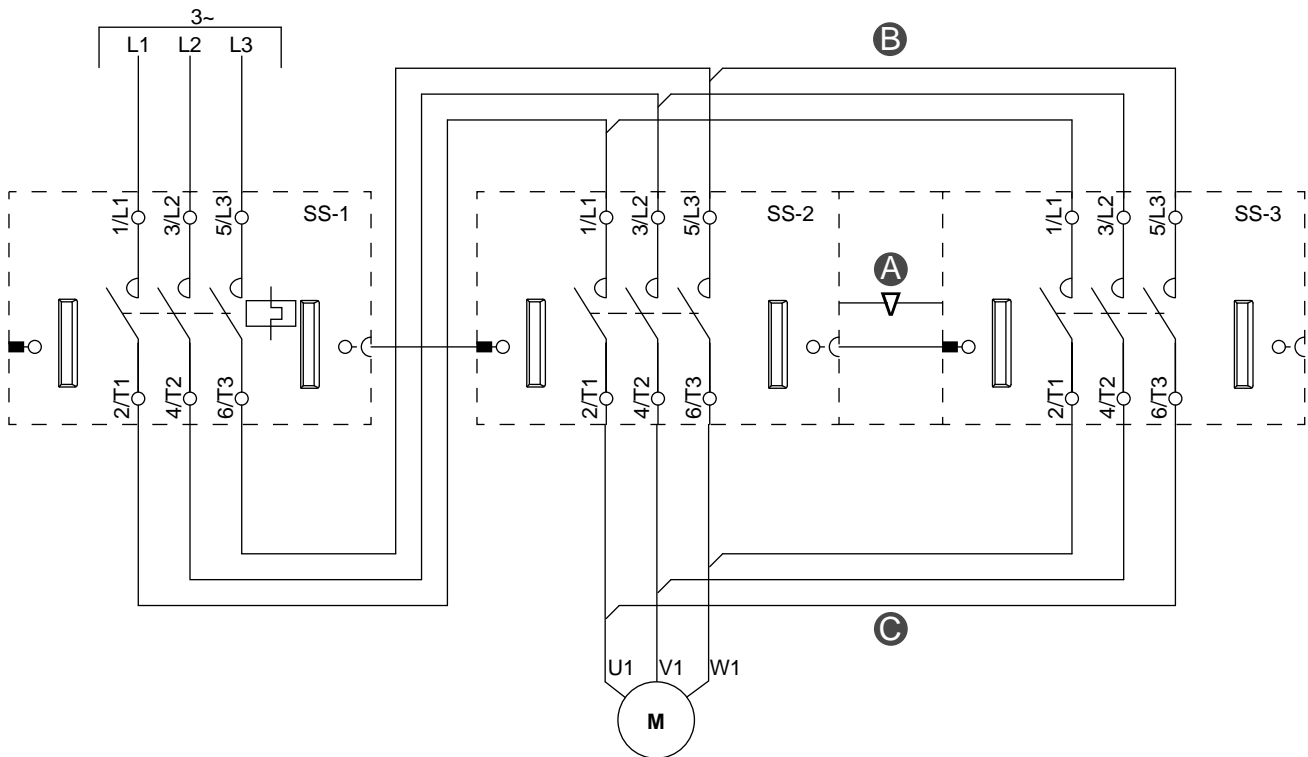 3~
L1 L2 L3
B
1/L1 3/L2 5/L3 SS-1
1/L1 3/L2 5/L3 SS-2
1/L1 3/L2 5/L3 SS-3
A
2/T1 4/T2 6/T3
2/T1 4/T2 6/T3
2/T1 4/T2 6/T3
C
U1 V1 W1
M